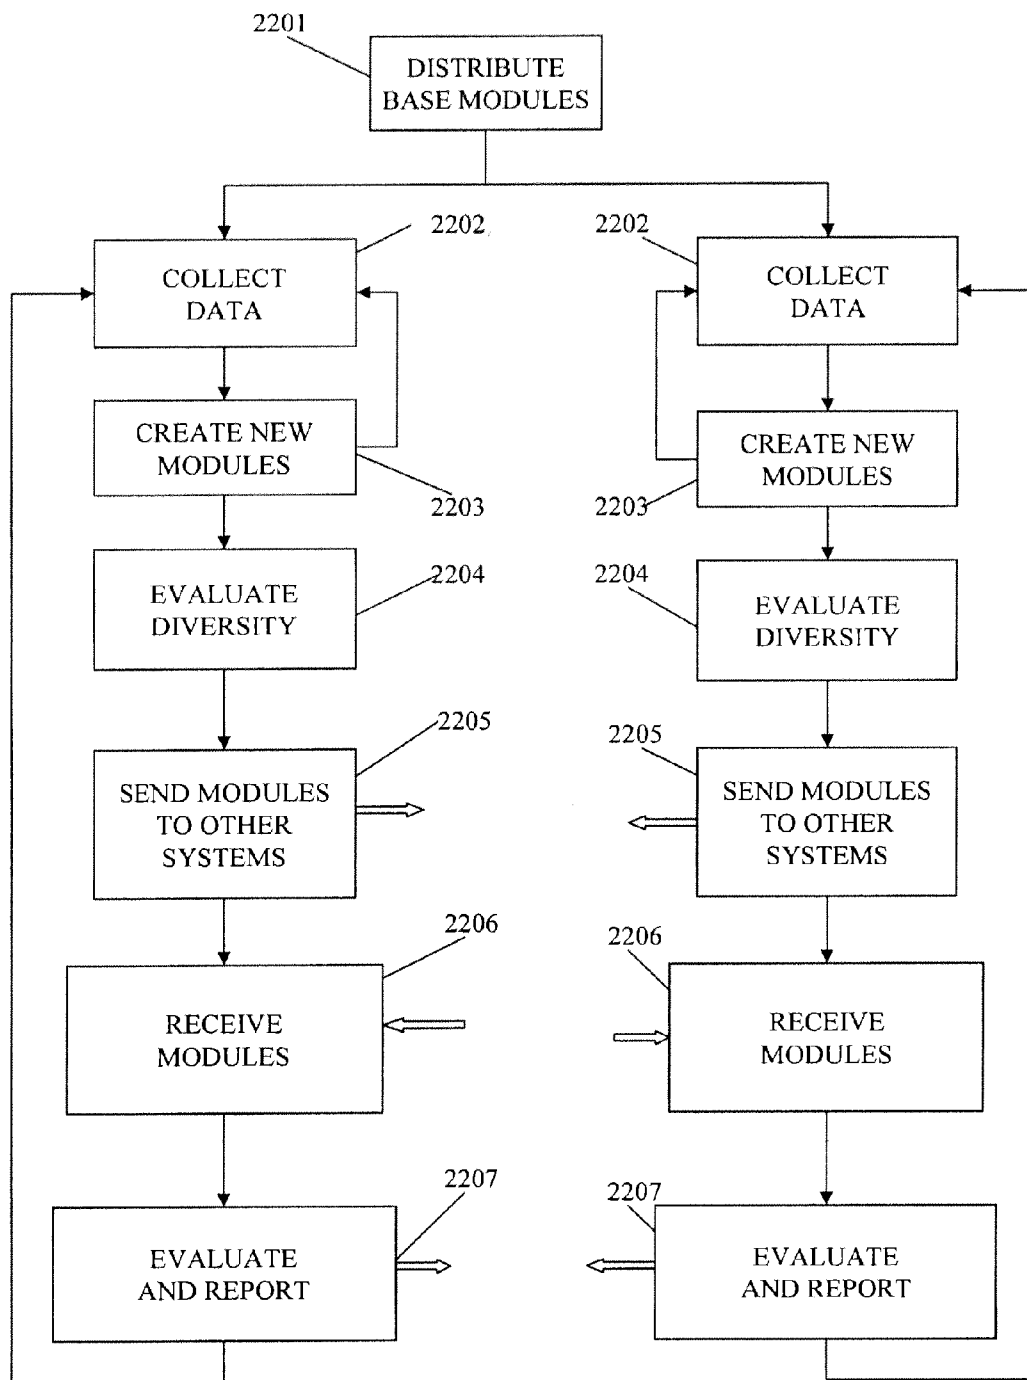 2201
DISTRIBUTE
BASE MODULES
2202
COLLECT
DATA
CREATE NEW
MODULES
2203
2204
EVALUATE
DIVERSITY
2205
SEND MODULES
TO OTHER
SYSTEMS
2206
RECEIVE
MODULES
2207
EVALUATE
AND REPORT
2202
COLLECT
DATA
CREATE NEW
MODULES
2203
2204
EVALUATE
DIVERSITY
2205
SEND MODULES
TO OTHER
SYSTEMS
2206
RECEIVE
MODULES
2207
EVALUATE
AND REPORT